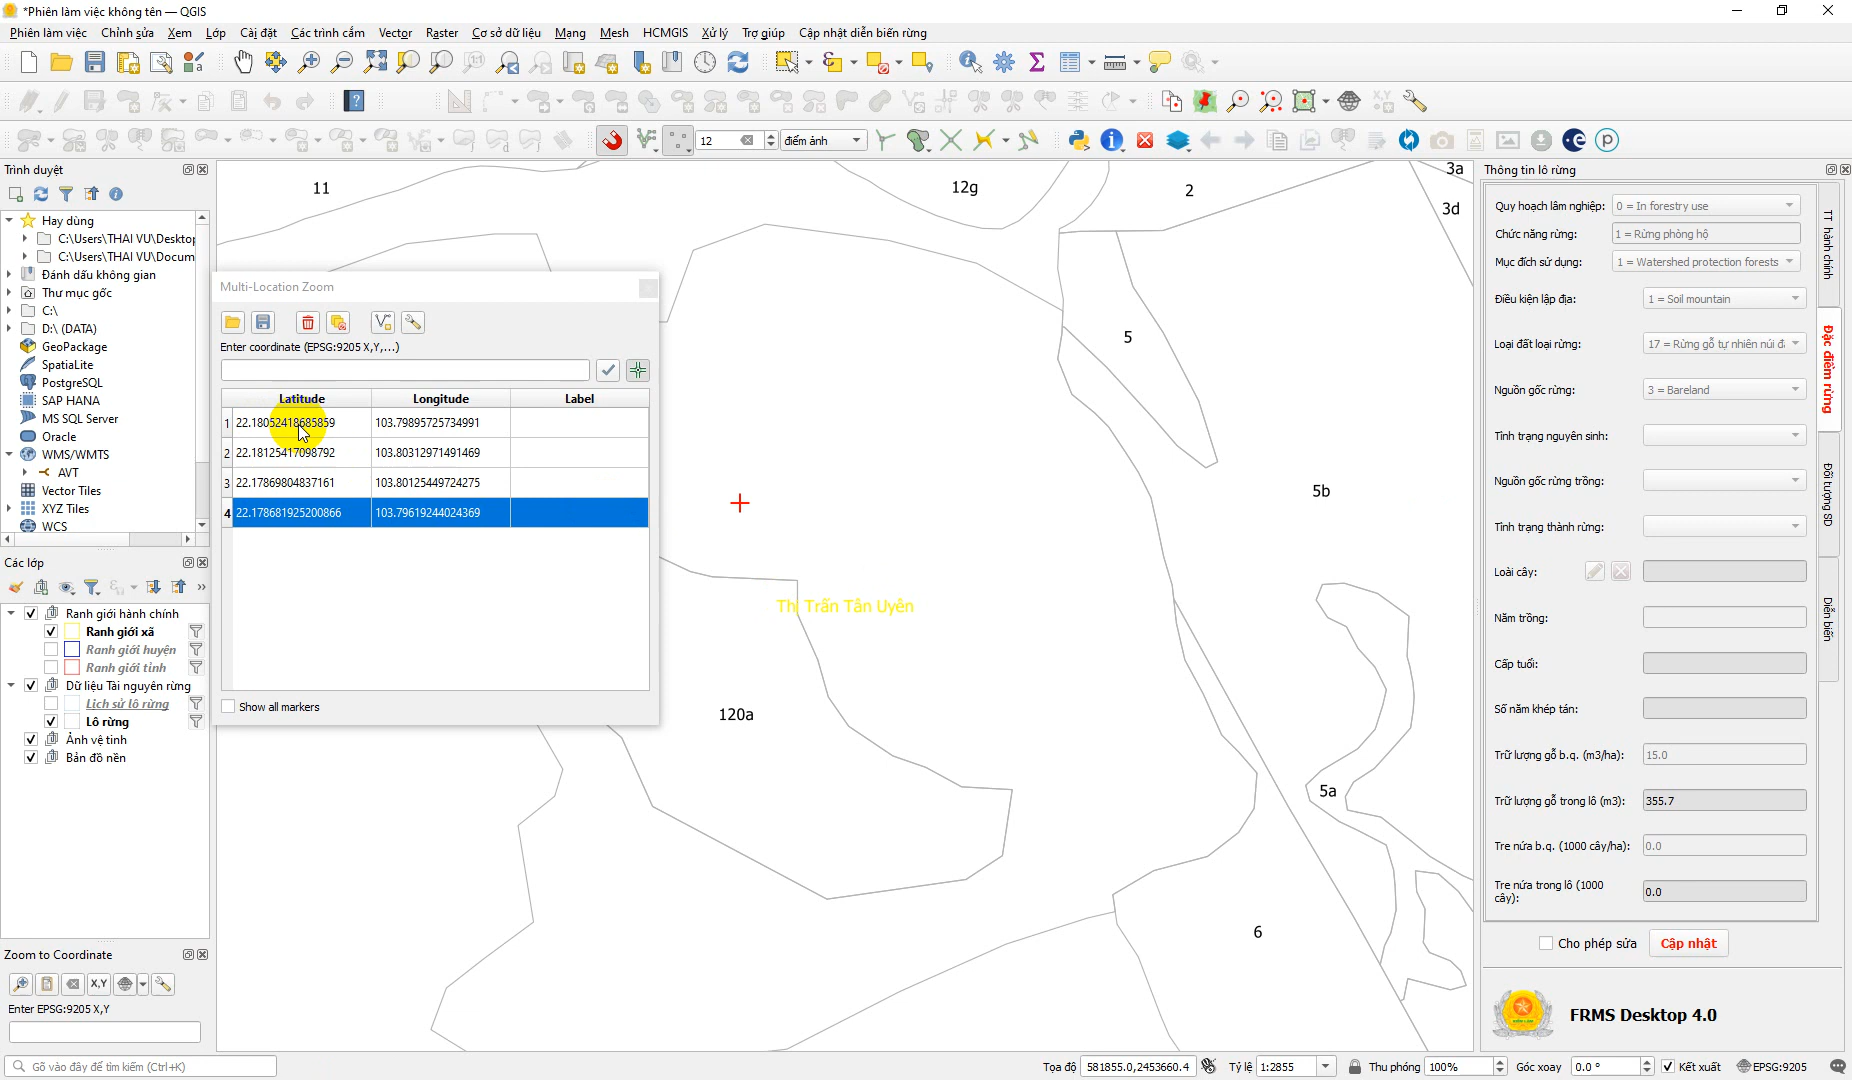 *Phiên làm việc không tên — QGIS
Phiên làm việc Chỉnh sửa Xem Lớp Cài đặt Các trình cắm Vector Raster Cơ sở dữ liệu Mạng Mesh HCMGIS Xử lý Trợ giúp Cập nhật diễn biến rừng
12 điểm ảnh
Trình duyệt
Hay dùng
C:\Users\THAI VU\Desktop
C:\Users\THAI VU\Docum
Đánh dấu không gian
Thư mục gốc
C:\
D:\ (DATA)
GeoPackage
SpatiaLite
PostgreSQL
SAP HANA
MS SQL Server
Oracle
WMS/WMTS
AVT
Vector Tiles
XYZ Tiles
WCS
Các lớp
Ranh giới hành chính
Ranh giới xã
Ranh giới huyện
Ranh giới tỉnh
Dữ liệu Tài nguyên rừng
Lịch sử lô rừng
Lô rừng
Ảnh vệ tinh
Bản đồ nền
Zoom to Coordinate
X,Y
Enter EPSG:9205 X,Y
Multi-Location Zoom
Enter coordinate (EPSG:9205 X,Y,...)
Latitude Longitude Label
1 22.18052418685859 103.79895725734991
2 22.18125417098792 103.80312971491469
3 22.17869804837161 103.80125449724275
4 22.178681925200866 103.79619244024369
Show all markers
11
12g
2
3a
3d
5
5b
Thị Trấn Tân Uyên
120a
5a
6
Thông tin lô rừng
Quy hoạch lâm nghiệp: 0 = In forestry use
Chức năng rừng: 1 = Rừng phòng hộ
Mục đích sử dụng: 1 = Watershed protection forests
Điều kiện lập địa: 1 = Soil mountain
Loại đất loại rừng: 17 = Rừng gỗ tự nhiên núi đ
Nguồn gốc rừng: 3 = Bareland
Tình trạng nguyên sinh:
Nguồn gốc rừng trồng:
Tình trạng thành rừng:
Loài cây:
Năm trồng:
Cấp tuổi:
Số năm khép tán:
Trữ lượng gỗ b.q. (m3/ha): 15.0
Trữ lượng gỗ trong lô (m3): 355.7
Tre nứa b.q. (1000 cây/ha): 0.0
Tre nứa trong lô (1000
cây): 0.0
TT hành chính
Đặc điểm rừng
Đối tượng SD
Diễn biến
Cho phép sửa Cập nhật
FRMS Desktop 4.0
Gõ vào đây để tìm kiếm (Ctrl+K)
Tọa độ 581855.0,2453660.4 Tỷ lệ 1:2855 Thu phóng 100% Góc xoay 0.0 ° Kết xuất EPSG:9205